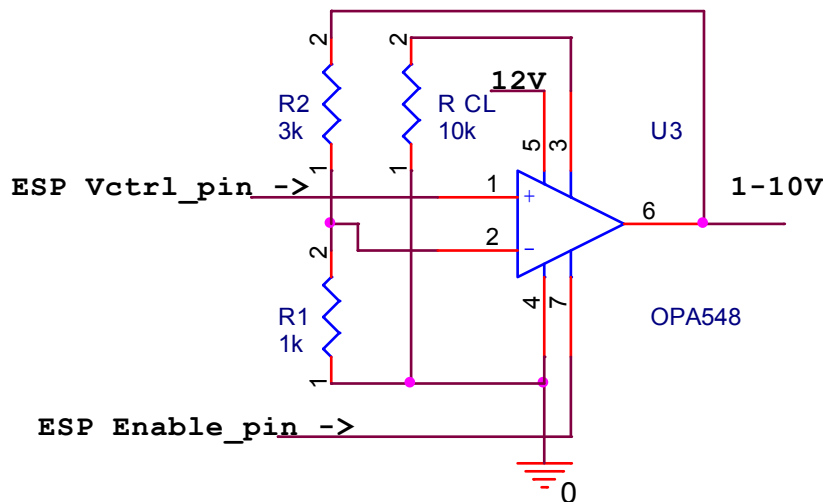 2
2
12V
R2
3k
R CL
10k
U3
5
3
1
1
ESP Vctrl_pin ->
1
+
1-10V
6
2
-
2
R1
1k
4
7
OPA548
1
ESP Enable_pin ->
0